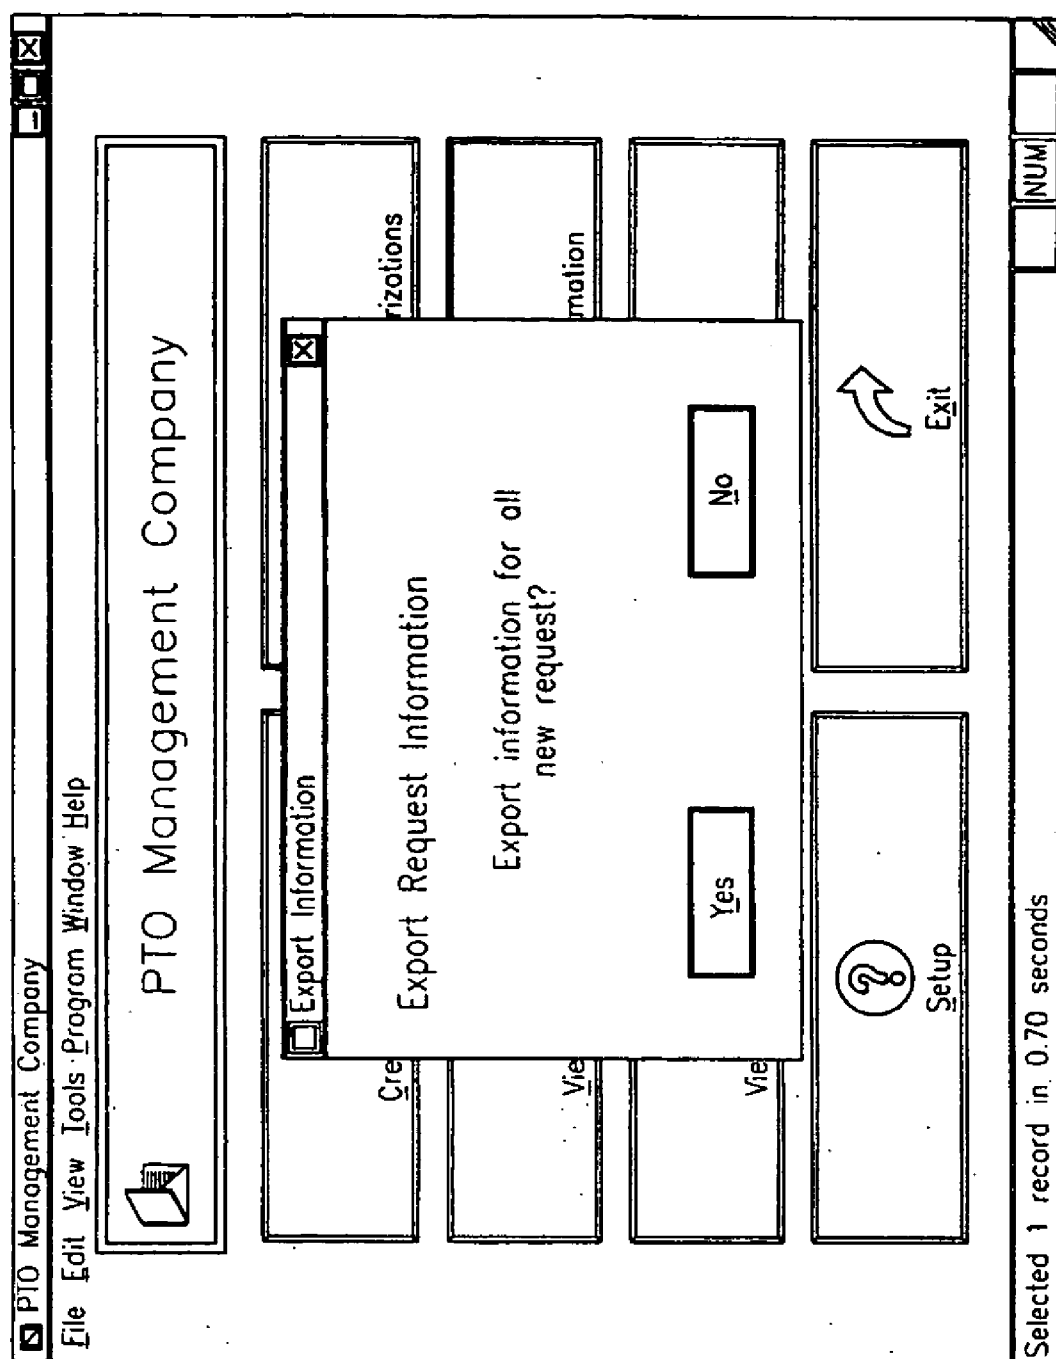 PTO Management Company
File Edit View Tools Program Window Help
PTO Management Company
Export Information
Export Request Information
Export information for all
new request?
Yes
No
Cre
rizations
Vie
mation
Vie
Setup
Exit
Selected 1 record in 0.70 seconds
NUM